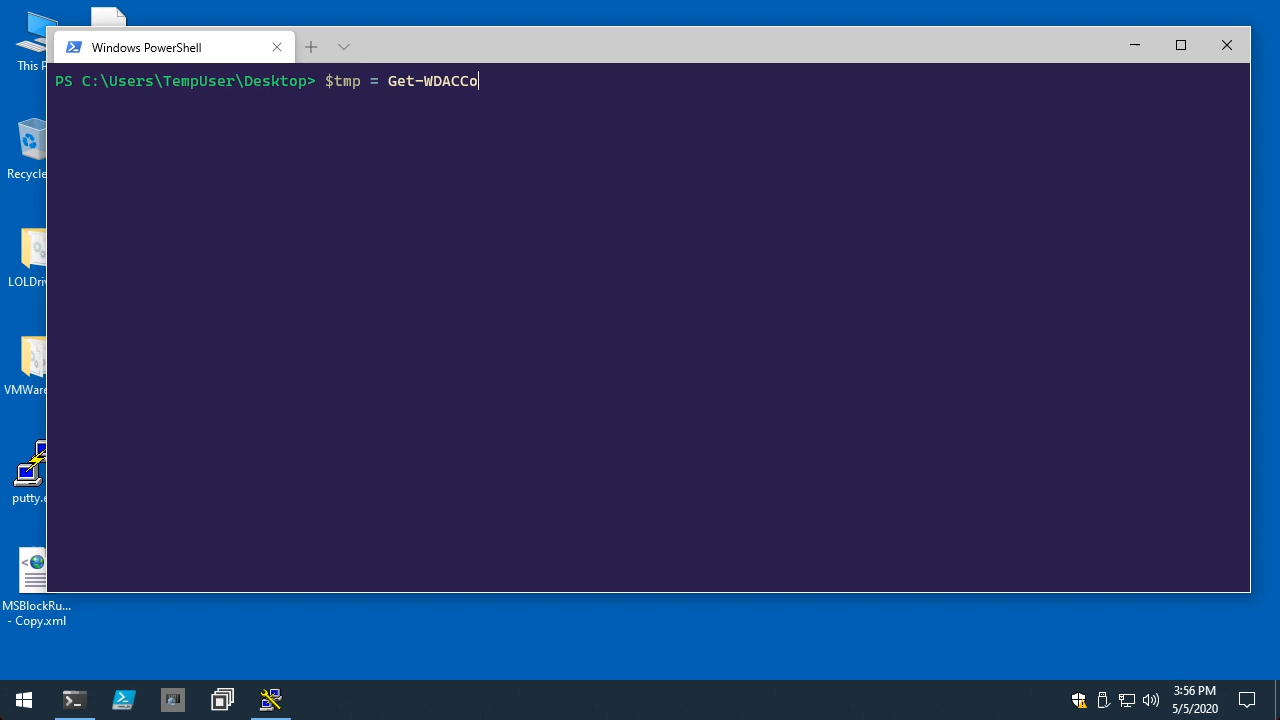 Windows PowerShell
PS C:\Users\TempUser\Desktop> $tmp = Get-WDACCo
This P
Recycle
LOLDriv
VMWare
putty.e
MSBlockRu...
- Copy.xml
3:56 PM
5/5/2020